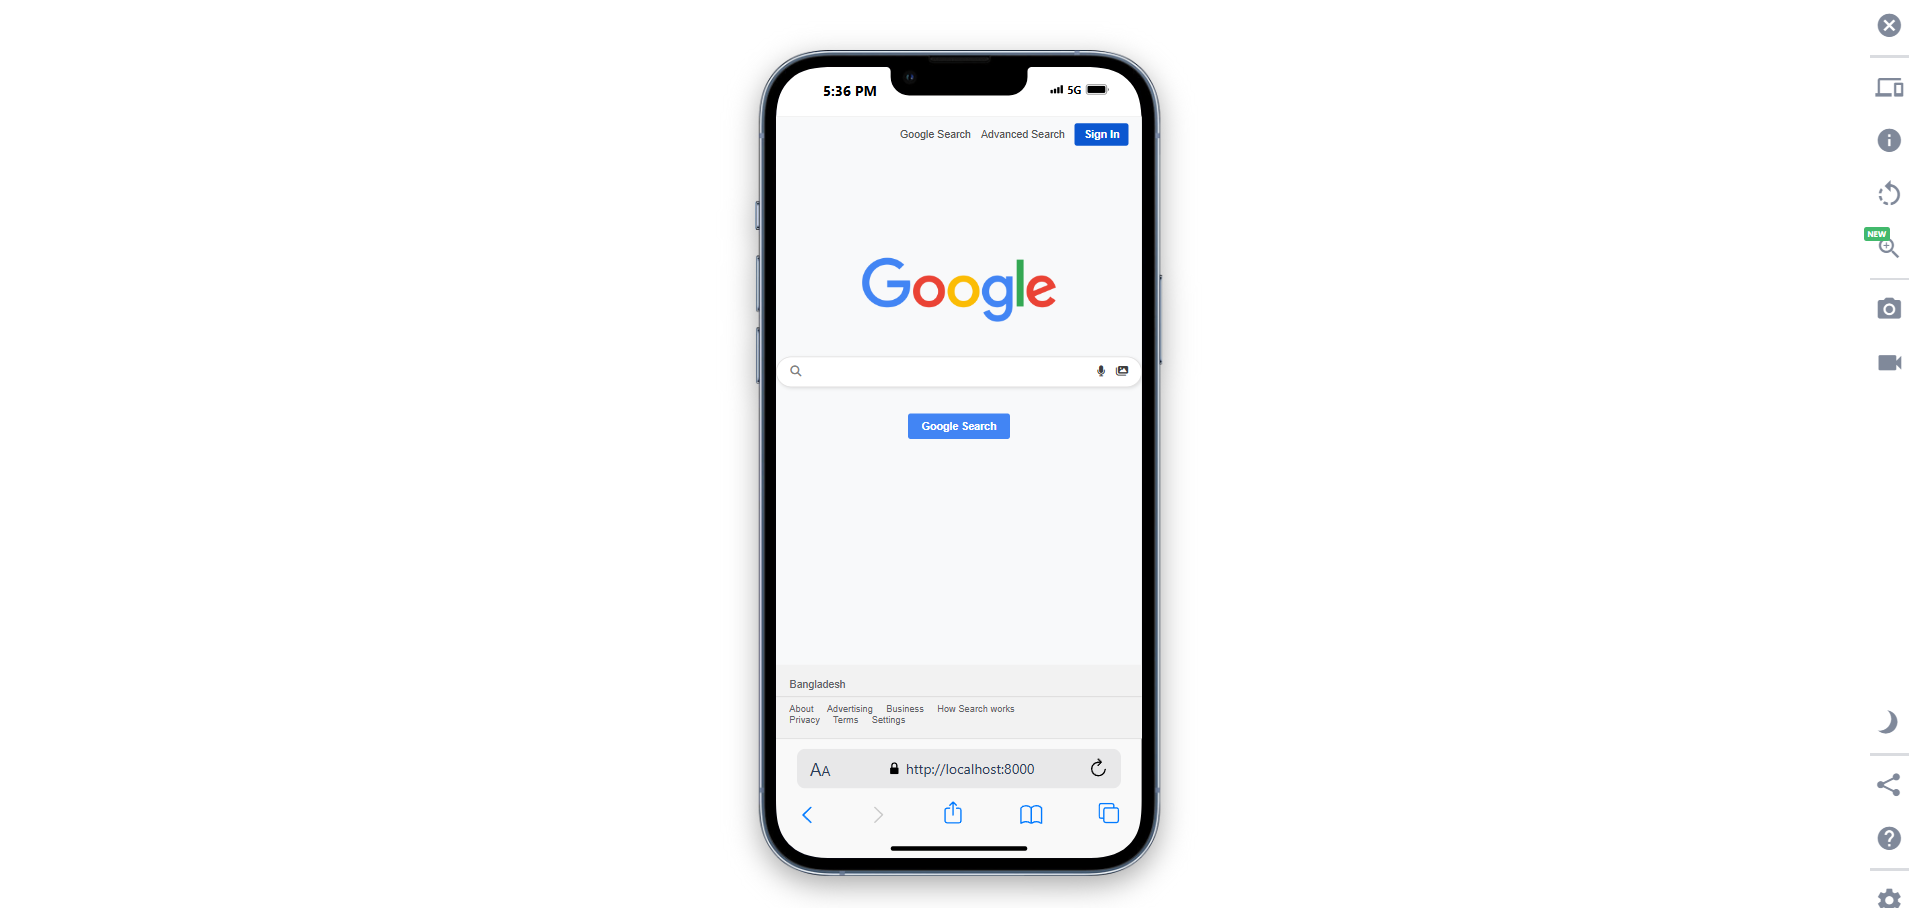 5:36 PM
5G
Google Search Advanced Search Sign In
NEW
Google
Google Search
Bangladesh
About Advertising Business How Search works
Privacy Terms Settings
AA http://localhost:8000